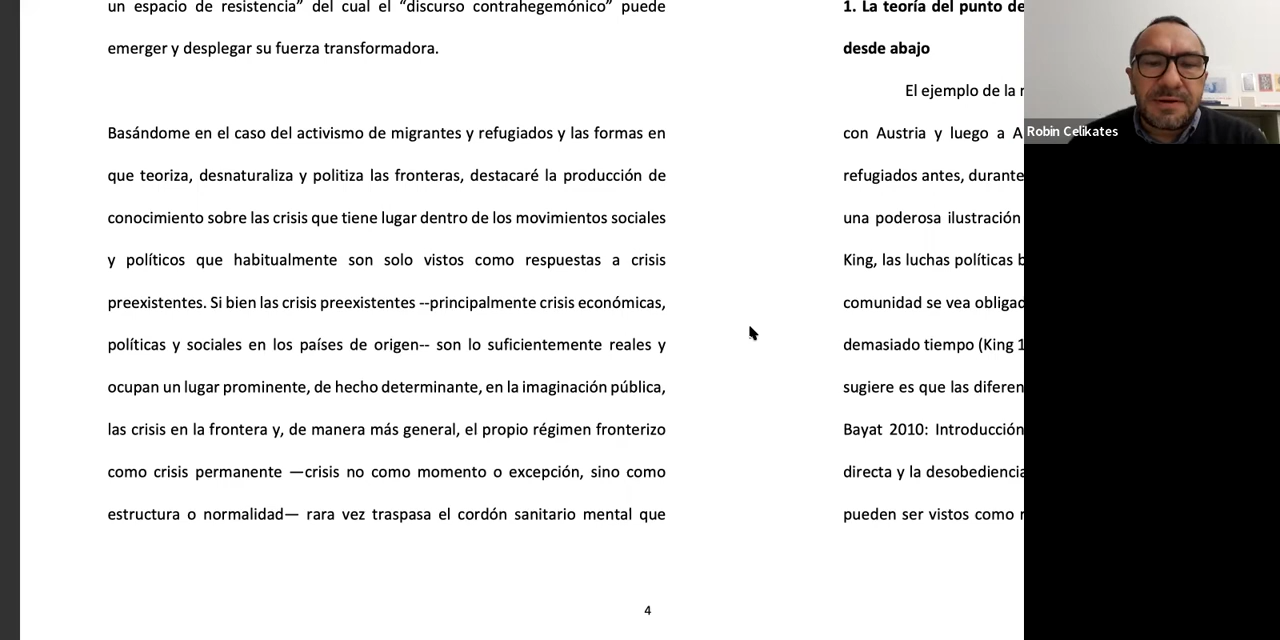 un espacio de resistencia” del cual el “discurso contrahegemónico” puede
emerger y desplegar su fuerza transformadora.
Basándome en el caso del activismo de migrantes y refugiados y las formas en
que teoriza, desnaturaliza y politiza las fronteras, destacaré la producción de
conocimiento sobre las crisis que tiene lugar dentro de los movimientos sociales
y políticos que habitualmente son solo vistos como respuestas a crisis
preexistentes. Si bien las crisis preexistentes --principalmente crisis económicas,
políticas y sociales en los países de origen-- son lo suficientemente reales y
ocupan un lugar prominente, de hecho determinante, en la imaginación pública,
las crisis en la frontera y, de manera más general, el propio régimen fronterizo
como crisis permanente —crisis no como momento o excepción, sino como
estructura o normalidad— rara vez traspasa el cordón sanitario mental que
4
1. La teoría del punto de
desde abajo
El ejemplo de la
con Austria y luego a A
refugiados antes, durante
una poderosa ilustración
King, las luchas políticas b
comunidad se vea obligad
demasiado tiempo (King 1
sugiere es que las diferen
Bayat 2010: Introducción
directa y la desobediencia
pueden ser vistos como
Robin Celikates